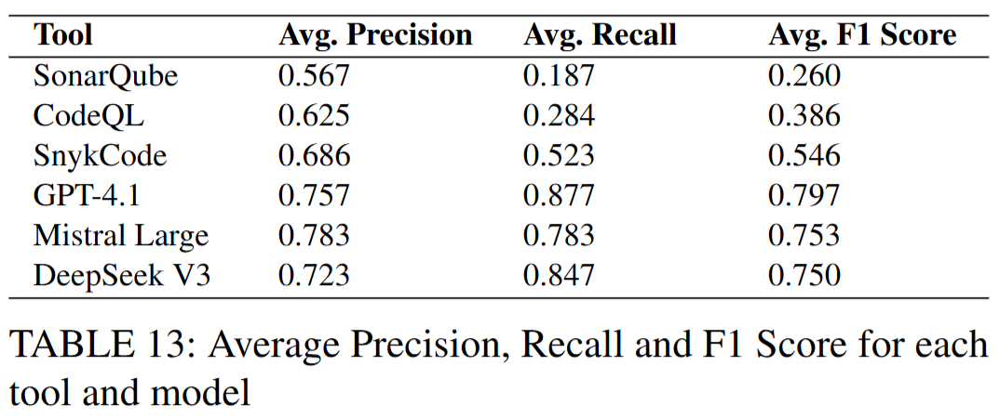 Tool Avg. Precision Avg. Recall Avg. F1 Score
SonarQube 0.567 0.187 0.260
CodeQL 0.625 0.284 0.386
SnykCode 0.686 0.523 0.546
GPT-4.1 0.757 0.877 0.797
Mistral Large 0.783 0.783 0.753
DeepSeek V3 0.723 0.847 0.750
TABLE 13: Average Precision, Recall and F1 Score for each
tool and model